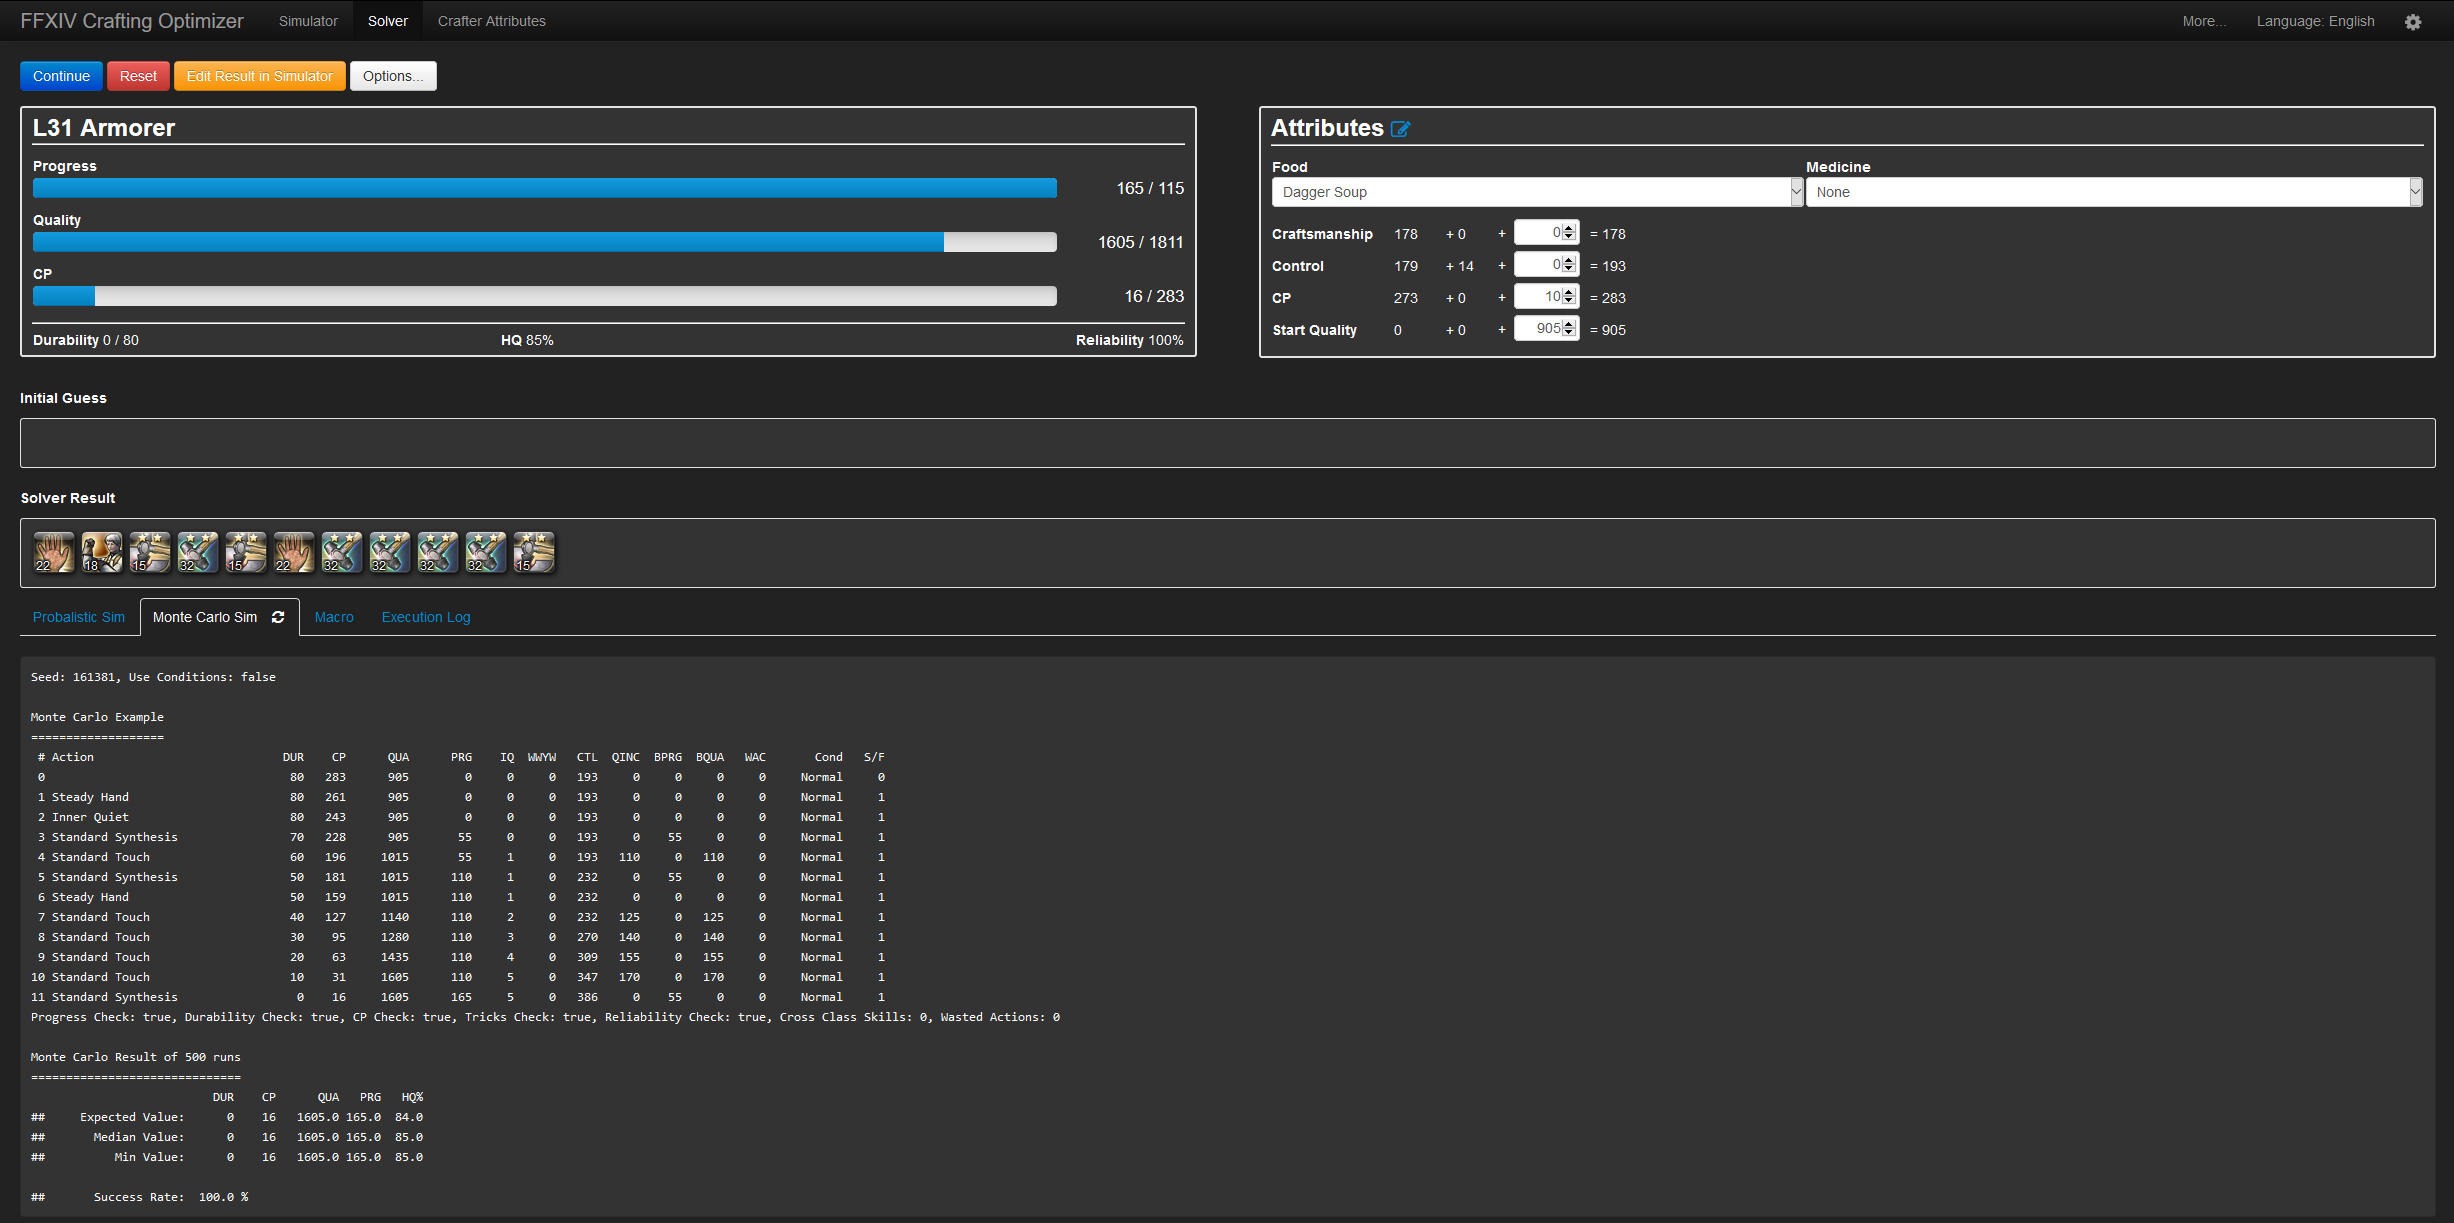 FFXIV Crafting Optimizer Simulator Solver Crafter Attributes More... Language: English
Continue Reset Edit Result in Simulator Options...
L31 Armorer
Progress
165 / 115
Quality
1605 / 1811
CP
16 / 283
Durability 0 / 80 HQ 85% Reliability 100%
Attributes
Food Medicine
Dagger Soup None
Craftsmanship 178 + 0 + 0 = 178
Control 179 + 14 + 0 = 193
CP 273 + 0 + 10 = 283
Start Quality 0 + 0 + 905 = 905
Initial Guess
Solver Result
22 18 15 32 15 22 32 32 32 32 15
Probalistic Sim Monte Carlo Sim Macro Execution Log
Seed: 161381, Use Conditions: false
Monte Carlo Example
===================
# Action DUR CP QUA PRG IQ WWYW CTL QINC BPRG BQUA WAC Cond S/F
0 80 283 905 0 0 0 193 0 0 0 0 Normal 0
1 Steady Hand 80 261 905 0 0 0 193 0 0 0 0 Normal 1
2 Inner Quiet 80 243 905 0 0 0 193 0 0 0 0 Normal 1
3 Standard Synthesis 70 228 905 55 0 0 193 0 55 0 0 Normal 1
4 Standard Touch 60 196 1015 55 1 0 193 110 0 110 0 Normal 1
5 Standard Synthesis 50 181 1015 110 1 0 232 0 55 0 0 Normal 1
6 Steady Hand 50 159 1015 110 1 0 232 0 0 0 0 Normal 1
7 Standard Touch 40 127 1140 110 2 0 232 125 0 125 0 Normal 1
8 Standard Touch 30 95 1280 110 3 0 270 140 0 140 0 Normal 1
9 Standard Touch 20 63 1435 110 4 0 309 155 0 155 0 Normal 1
10 Standard Touch 10 31 1605 110 5 0 347 170 0 170 0 Normal 1
11 Standard Synthesis 0 16 1605 165 5 0 386 0 55 0 0 Normal 1
Progress Check: true, Durability Check: true, CP Check: true, Tricks Check: true, Reliability Check: true, Cross Class Skills: 0, Wasted Actions: 0
Monte Carlo Result of 500 runs
==============================
DUR CP QUA PRG HQ%
## Expected Value: 0 16 1605.0 165.0 84.0
## Median Value: 0 16 1605.0 165.0 85.0
## Min Value: 0 16 1605.0 165.0 85.0
## Success Rate: 100.0 %